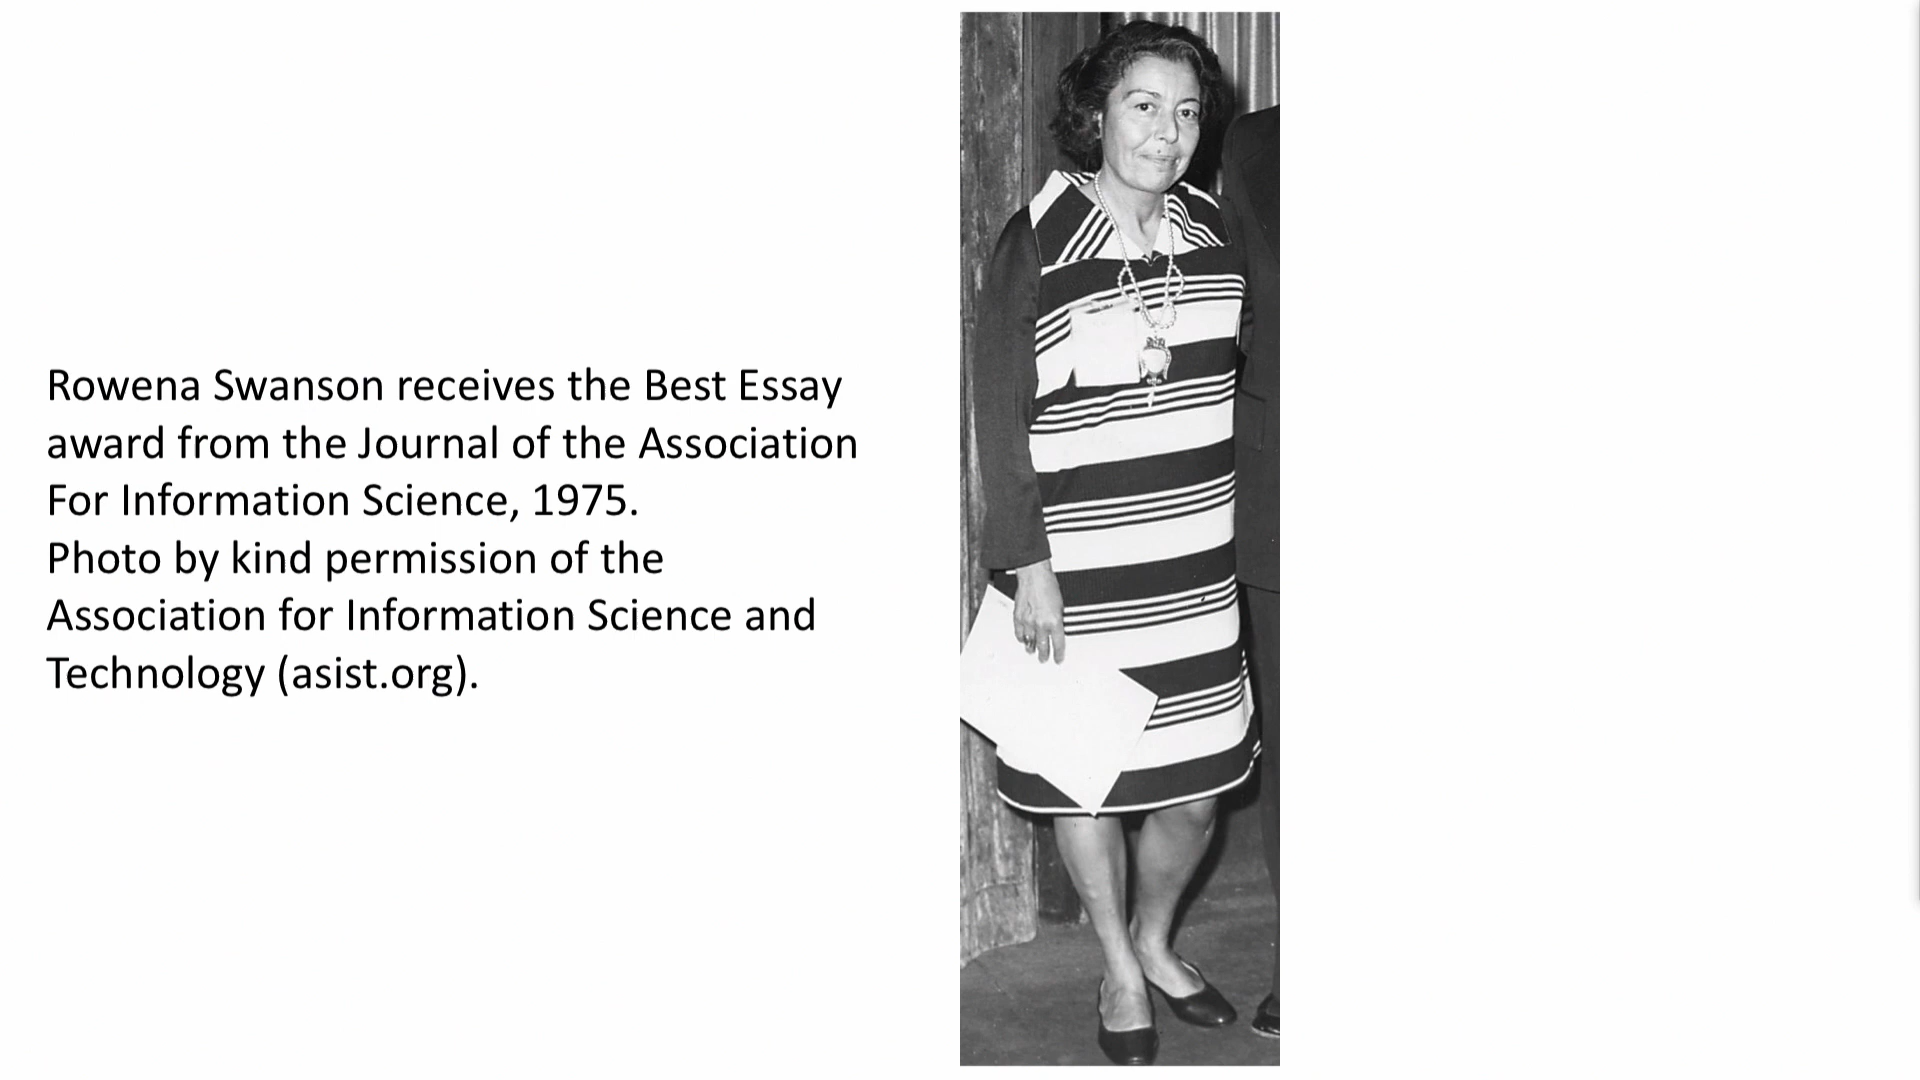 Rowena Swanson receives the Best Essay
award from the Journal of the Association
For Information Science, 1975.
Photo by kind permission of the
Association for Information Science and
Technology (asist.org).